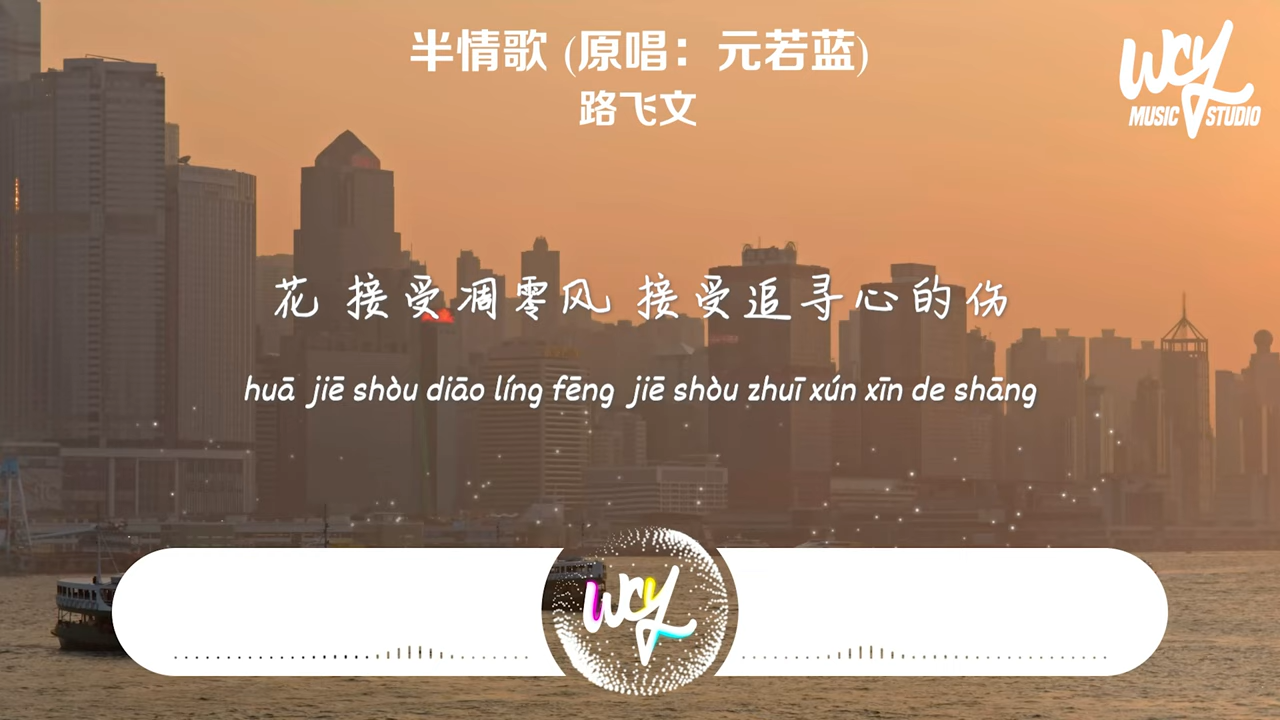 半情歌 (原唱：元若蓝)
路飞文
wcy
MUSIC STUDIO
花 接受凋零风 接受追寻心的伤
huā jiē shòu diāo líng fēng jiē shòu zhuī xún xīn de shāng
wcy